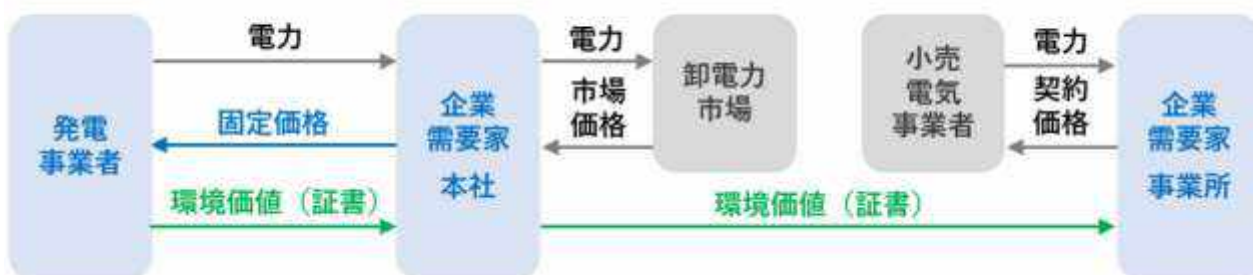 発電
事業者
電力
固定価格
環境価値（証書）
企業
需要家
本社
電力
市場
価格
卸電力
市場
環境価値（証書）
小売
電気
事業者
電力
契約
価格
企業
需要家
事業所